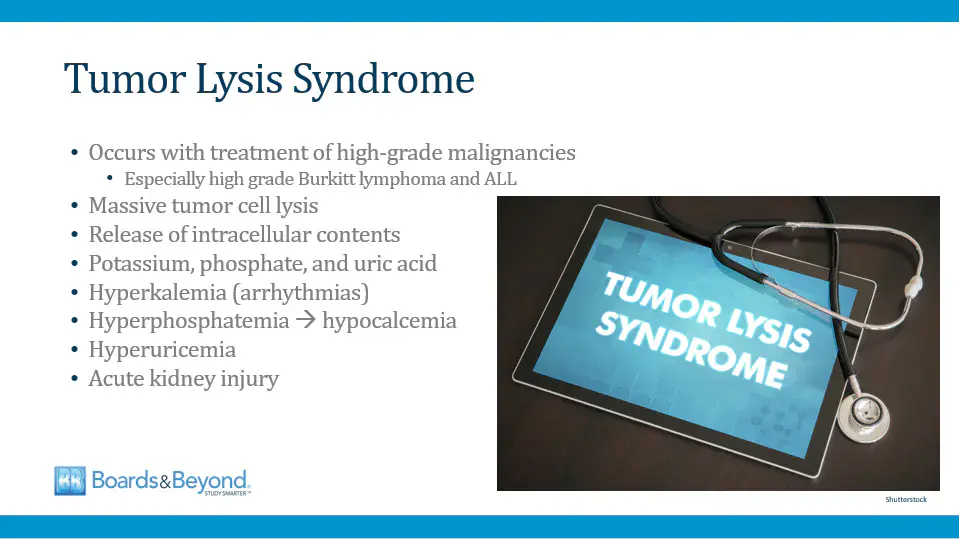 Tumor Lysis Syndrome
• Occurs with treatment of high-grade malignancies
• Especially high grade Burkitt lymphoma and ALL
• Massive tumor cell lysis
• Release of intracellular contents
• Potassium, phosphate, and uric acid
• Hyperkalemia (arrhythmias)
• Hyperphosphatemia → hypocalcemia
• Hyperuricemia
• Acute kidney injury
TUMOR LYSIS
SYNDROME
BB Boards&Beyond®
STUDY SMARTER™
Shutterstock